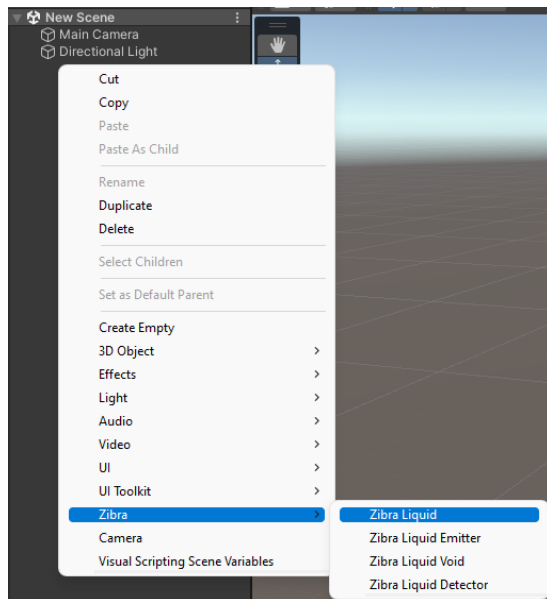 New Scene
Main Camera
Directional Light
Cut
Copy
Paste
Paste As Child
Rename
Duplicate
Delete
Select Children
Set as Default Parent
Create Empty
3D Object
Effects
Light
Audio
Video
UI
UI Toolkit
Zibra
Camera
Visual Scripting Scene Variables
Zibra Liquid
Zibra Liquid Emitter
Zibra Liquid Void
Zibra Liquid Detector